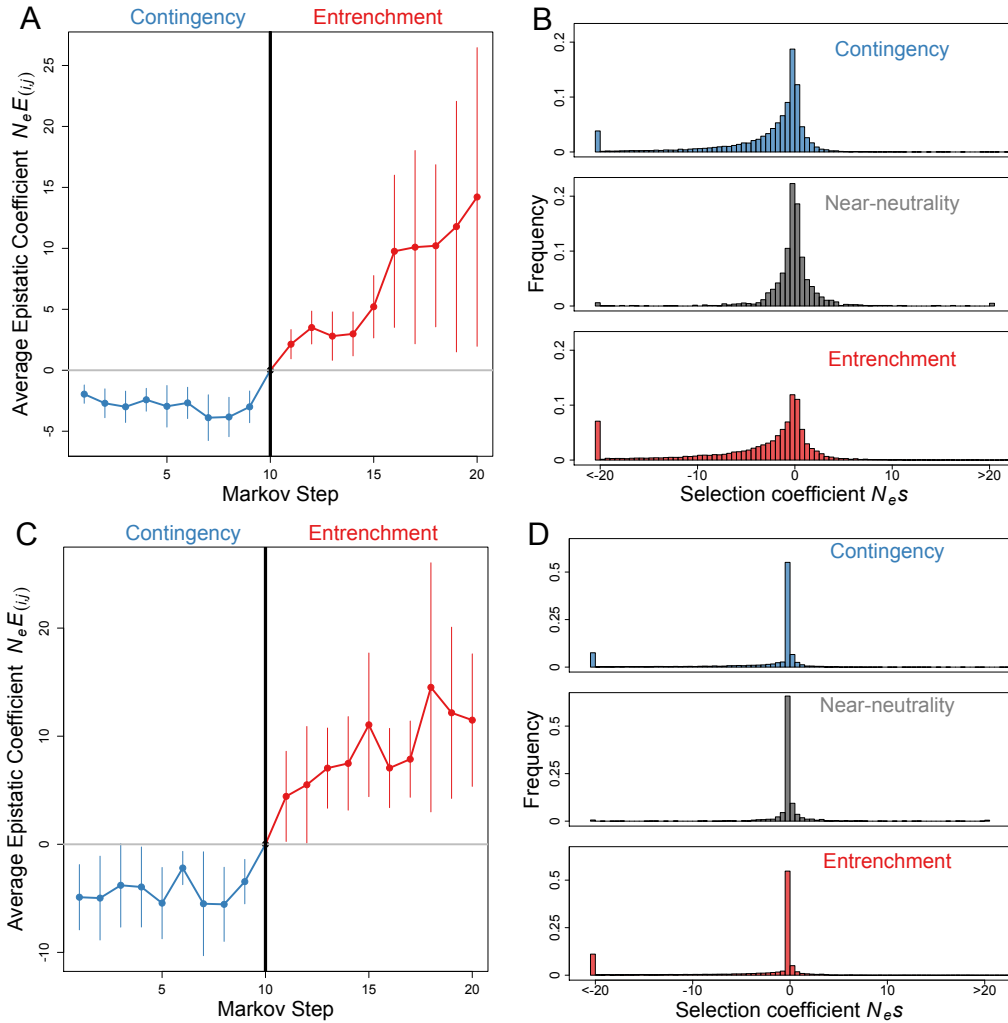 A
Contingency Entrenchment
Average Epistatic Coefficient NₑE₍ᵢ,ⱼ₎
25
20
15
10
5
0
-5
5 10 15 20
Markov Step
B
Contingency
0.2
0.1
0
Near-neutrality
0.2
0.1
0
Entrenchment
0.2
0.1
0
Frequency
<-20 -10 0 10 >20
Selection coefficient Nₑs
C
Contingency Entrenchment
Average Epistatic Coefficient NₑE₍ᵢ,ⱼ₎
20
10
0
-10
5 10 15 20
Markov Step
D
Contingency
0.5
0.25
0
Near-neutrality
0.5
0.25
0
Entrenchment
0.5
0.25
0
Frequency
<-20 -10 0 10 >20
Selection coefficient Nₑs